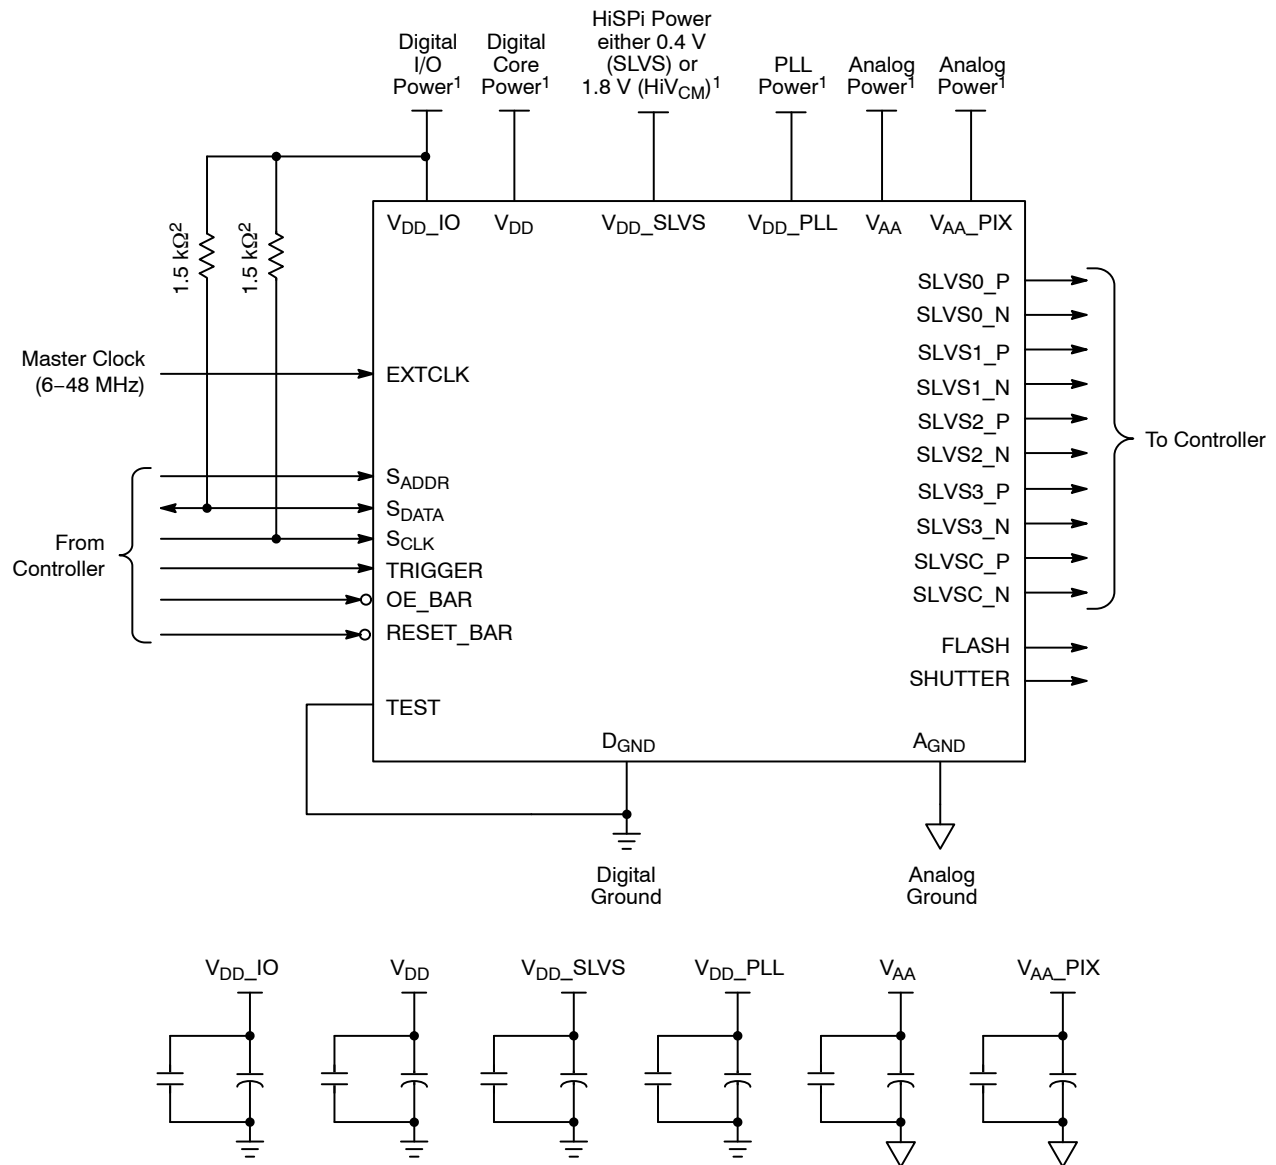 HiSPi Power
either 0.4 V
(SLVS) or
1.8 V (HiVCM)1
Digital
I/O
Power1
Digital
Core
Power1
PLL
Power1
Analog
Power1
Analog
Power1
VDD_IO
VDD
VDD_SLVS
VDD_PLL
VAA
VAA_PIX
1.5 kΩ2
1.5 kΩ2
Master Clock
(6–48 MHz)
EXTCLK
From
Controller
SADDR
SDATA
SCLK
TRIGGER
OE_BAR
RESET_BAR
TEST
SLVS0_P
SLVS0_N
SLVS1_P
SLVS1_N
SLVS2_P
SLVS2_N
SLVS3_P
SLVS3_N
SLVSC_P
SLVSC_N
To Controller
FLASH
SHUTTER
DGND
AGND
Digital
Ground
Analog
Ground
VDD_IO
VDD
VDD_SLVS
VDD_PLL
VAA
VAA_PIX